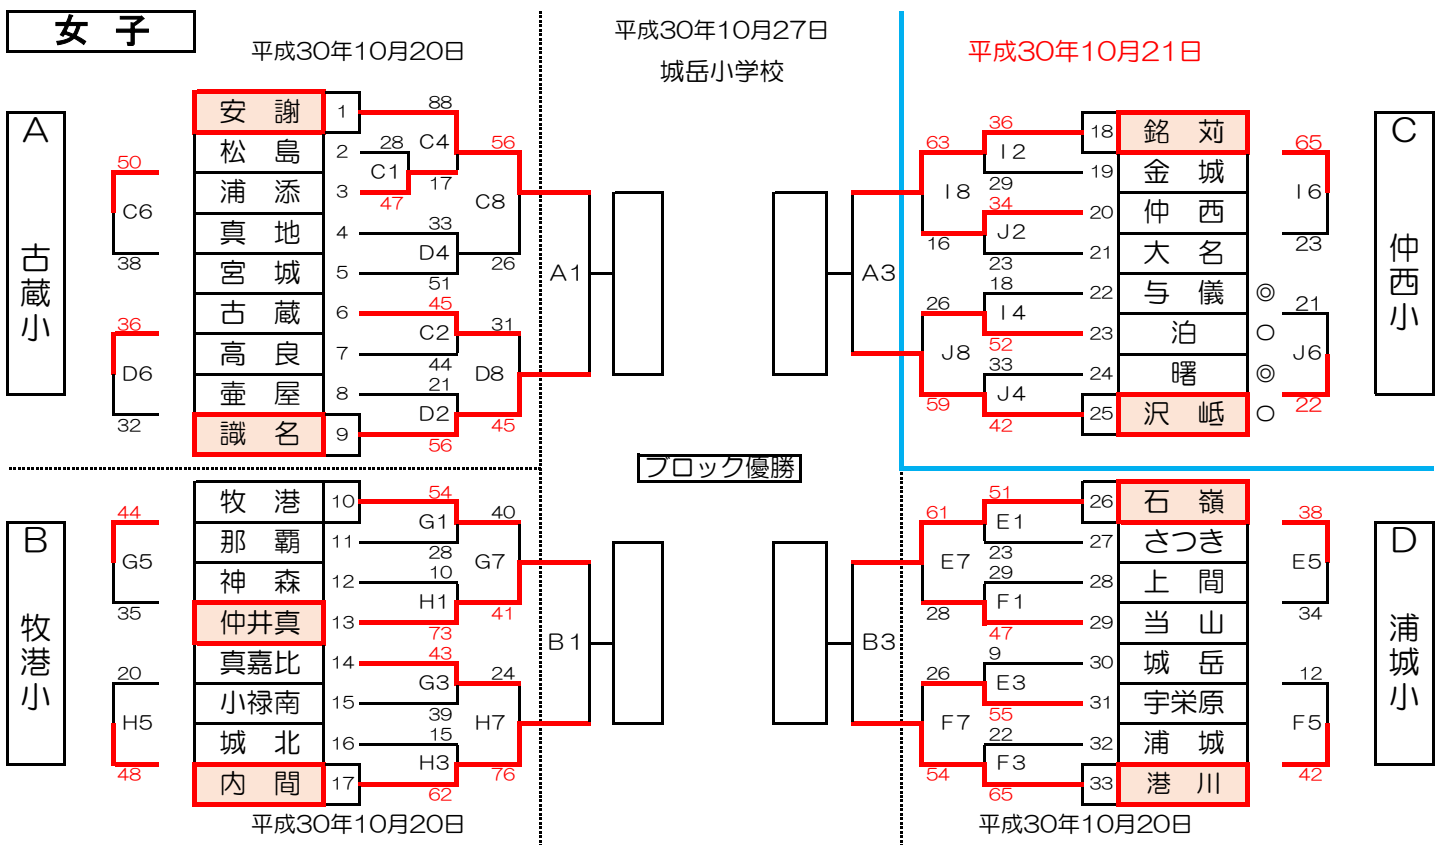 女 子
平成30年10月20日
平成30年10月27日
城岳小学校
平成30年10月21日
A
古蔵小
50
C6
38
36
D6
32
安 謝 1
松 島 2
浦 添 3
真 地 4
宮 城 5
古 蔵 6
高 良 7
壷 屋 8
識 名 9
88
28
C1
47
C4
17
33
D4
51
45
C2
44
21
D2
56
56
C8
26
31
D8
45
A1
A3
63
I8
16
26
J8
59
36
I2
29
34
J2
23
18
I4
52
33
J4
42
18 銘 苅
19 金 城
20 仲 西
21 大 名
22 与 儀 ◎
23 泊 ○
24 曙 ◎
25 沢 岻 ○
65
I6
23
21
J6
22
C
仲西小
ブロック優勝
B
牧港小
44
G5
35
20
H5
48
牧 港 10
那 覇 11
神 森 12
仲井真 13
真嘉比 14
小禄南 15
城 北 16
内 間 17
54
G1
28
10
H1
73
43
G3
39
15
H3
62
40
G7
41
24
H7
76
B1
B3
61
E7
28
26
F7
54
51
E1
23
29
F1
47
9
E3
55
22
F3
65
26 石 嶺
27 さつき
28 上 間
29 当 山
30 城 岳
31 宇栄原
32 浦 城
33 港 川
38
E5
34
12
F5
42
D
浦城小
平成30年10月20日
平成30年10月20日